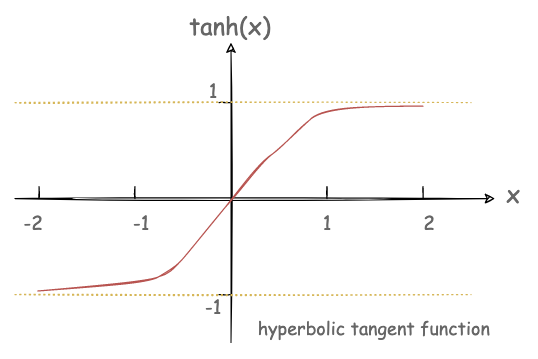 tanh(x)
1
x
-2
-1
1
2
-1
hyperbolic tangent function